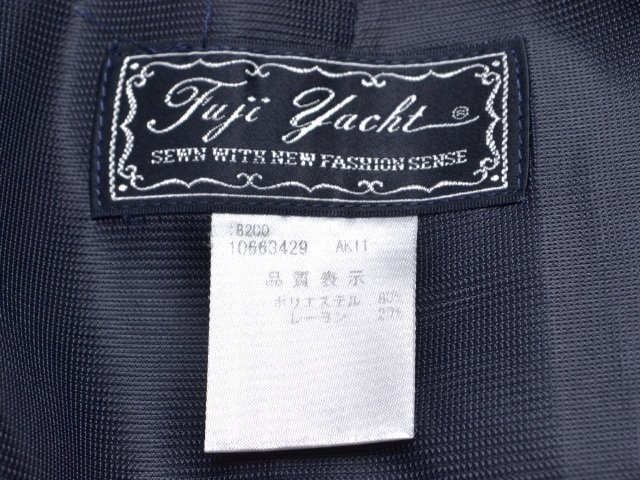 Fuji Yacht ®
SEWN WITH NEW FASHION SENSE
10663429 AK11
品質表示
ポリエステル
レーヨン